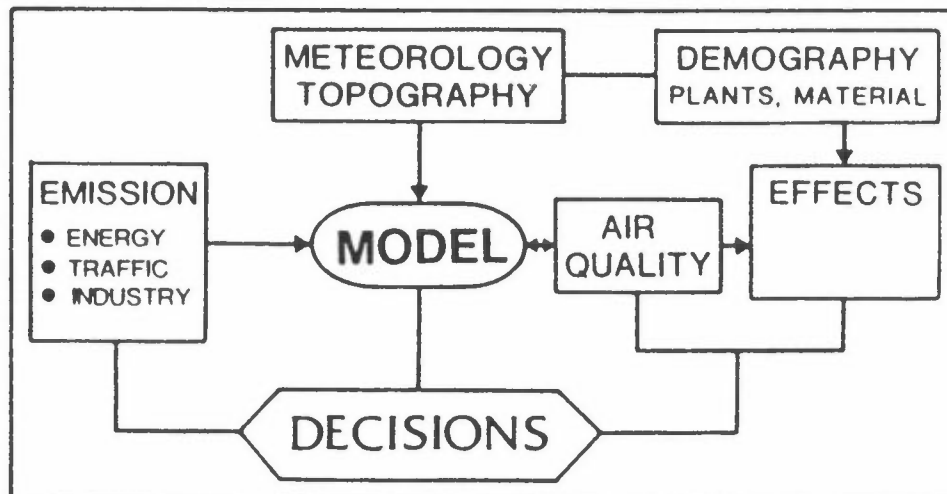 METEOROLOGY
TOPOGRAPHY
DEMOGRAPHY
PLANTS, MATERIAL
EMISSION
● ENERGY
● TRAFFIC
● INDUSTRY
MODEL
AIR
QUALITY
EFFECTS
DECISIONS